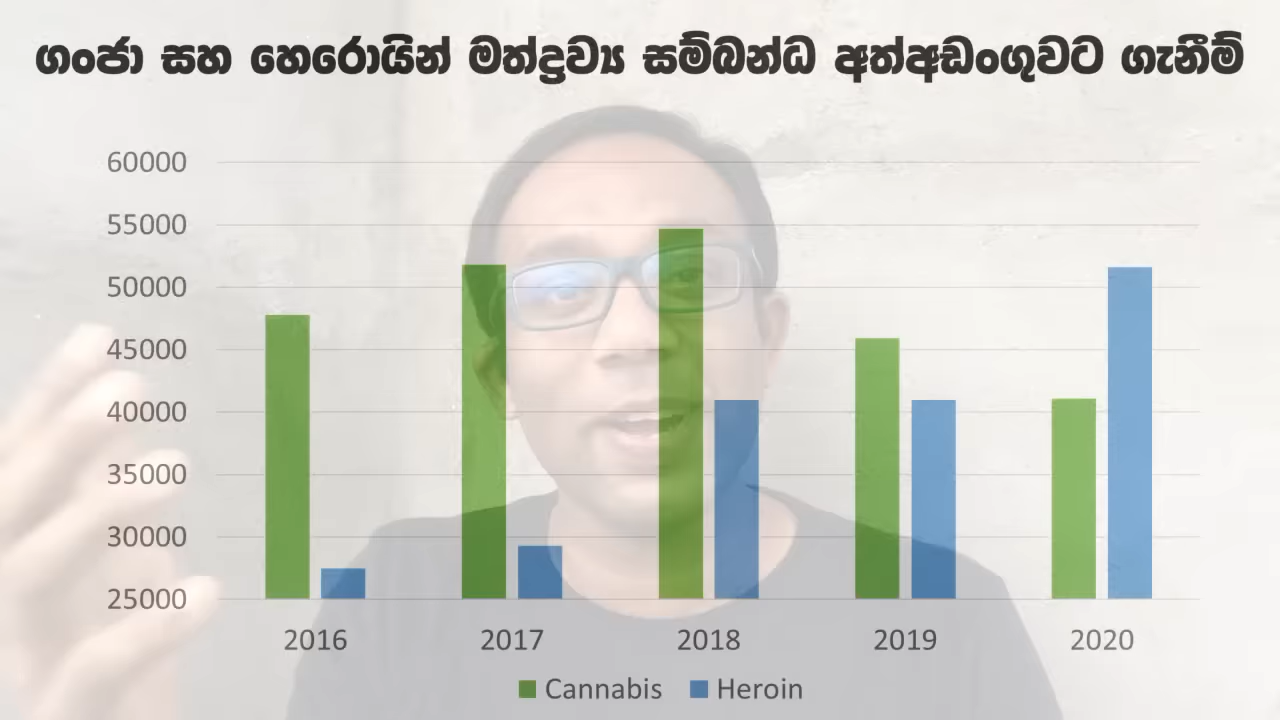 ගංජා සහ හෙරොයින් මත්ද්‍රව්‍ය සම්බන්ධ අත්අඩංගුවට ගැනීම්
60000
55000
50000
45000
40000
35000
30000
25000
2016 2017 2018 2019 2020
Cannabis Heroin